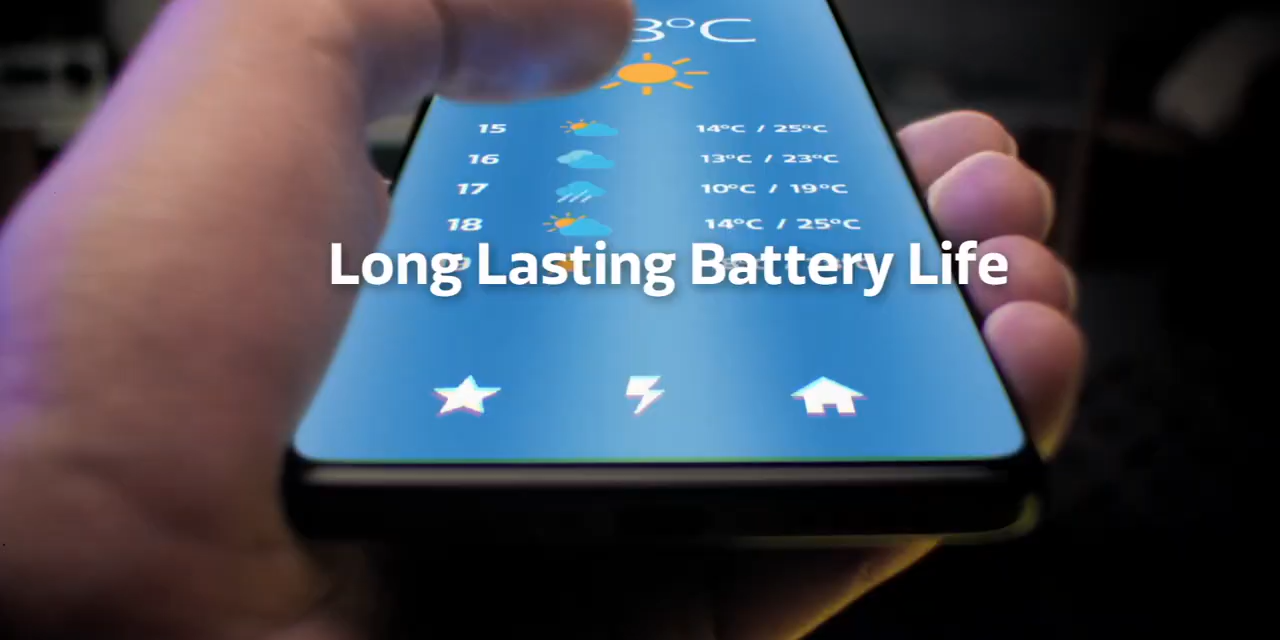 3°C
15 14°C / 25°C
16 13°C / 23°C
17 10°C / 19°C
18 14°C / 25°C
Long Lasting Battery Life